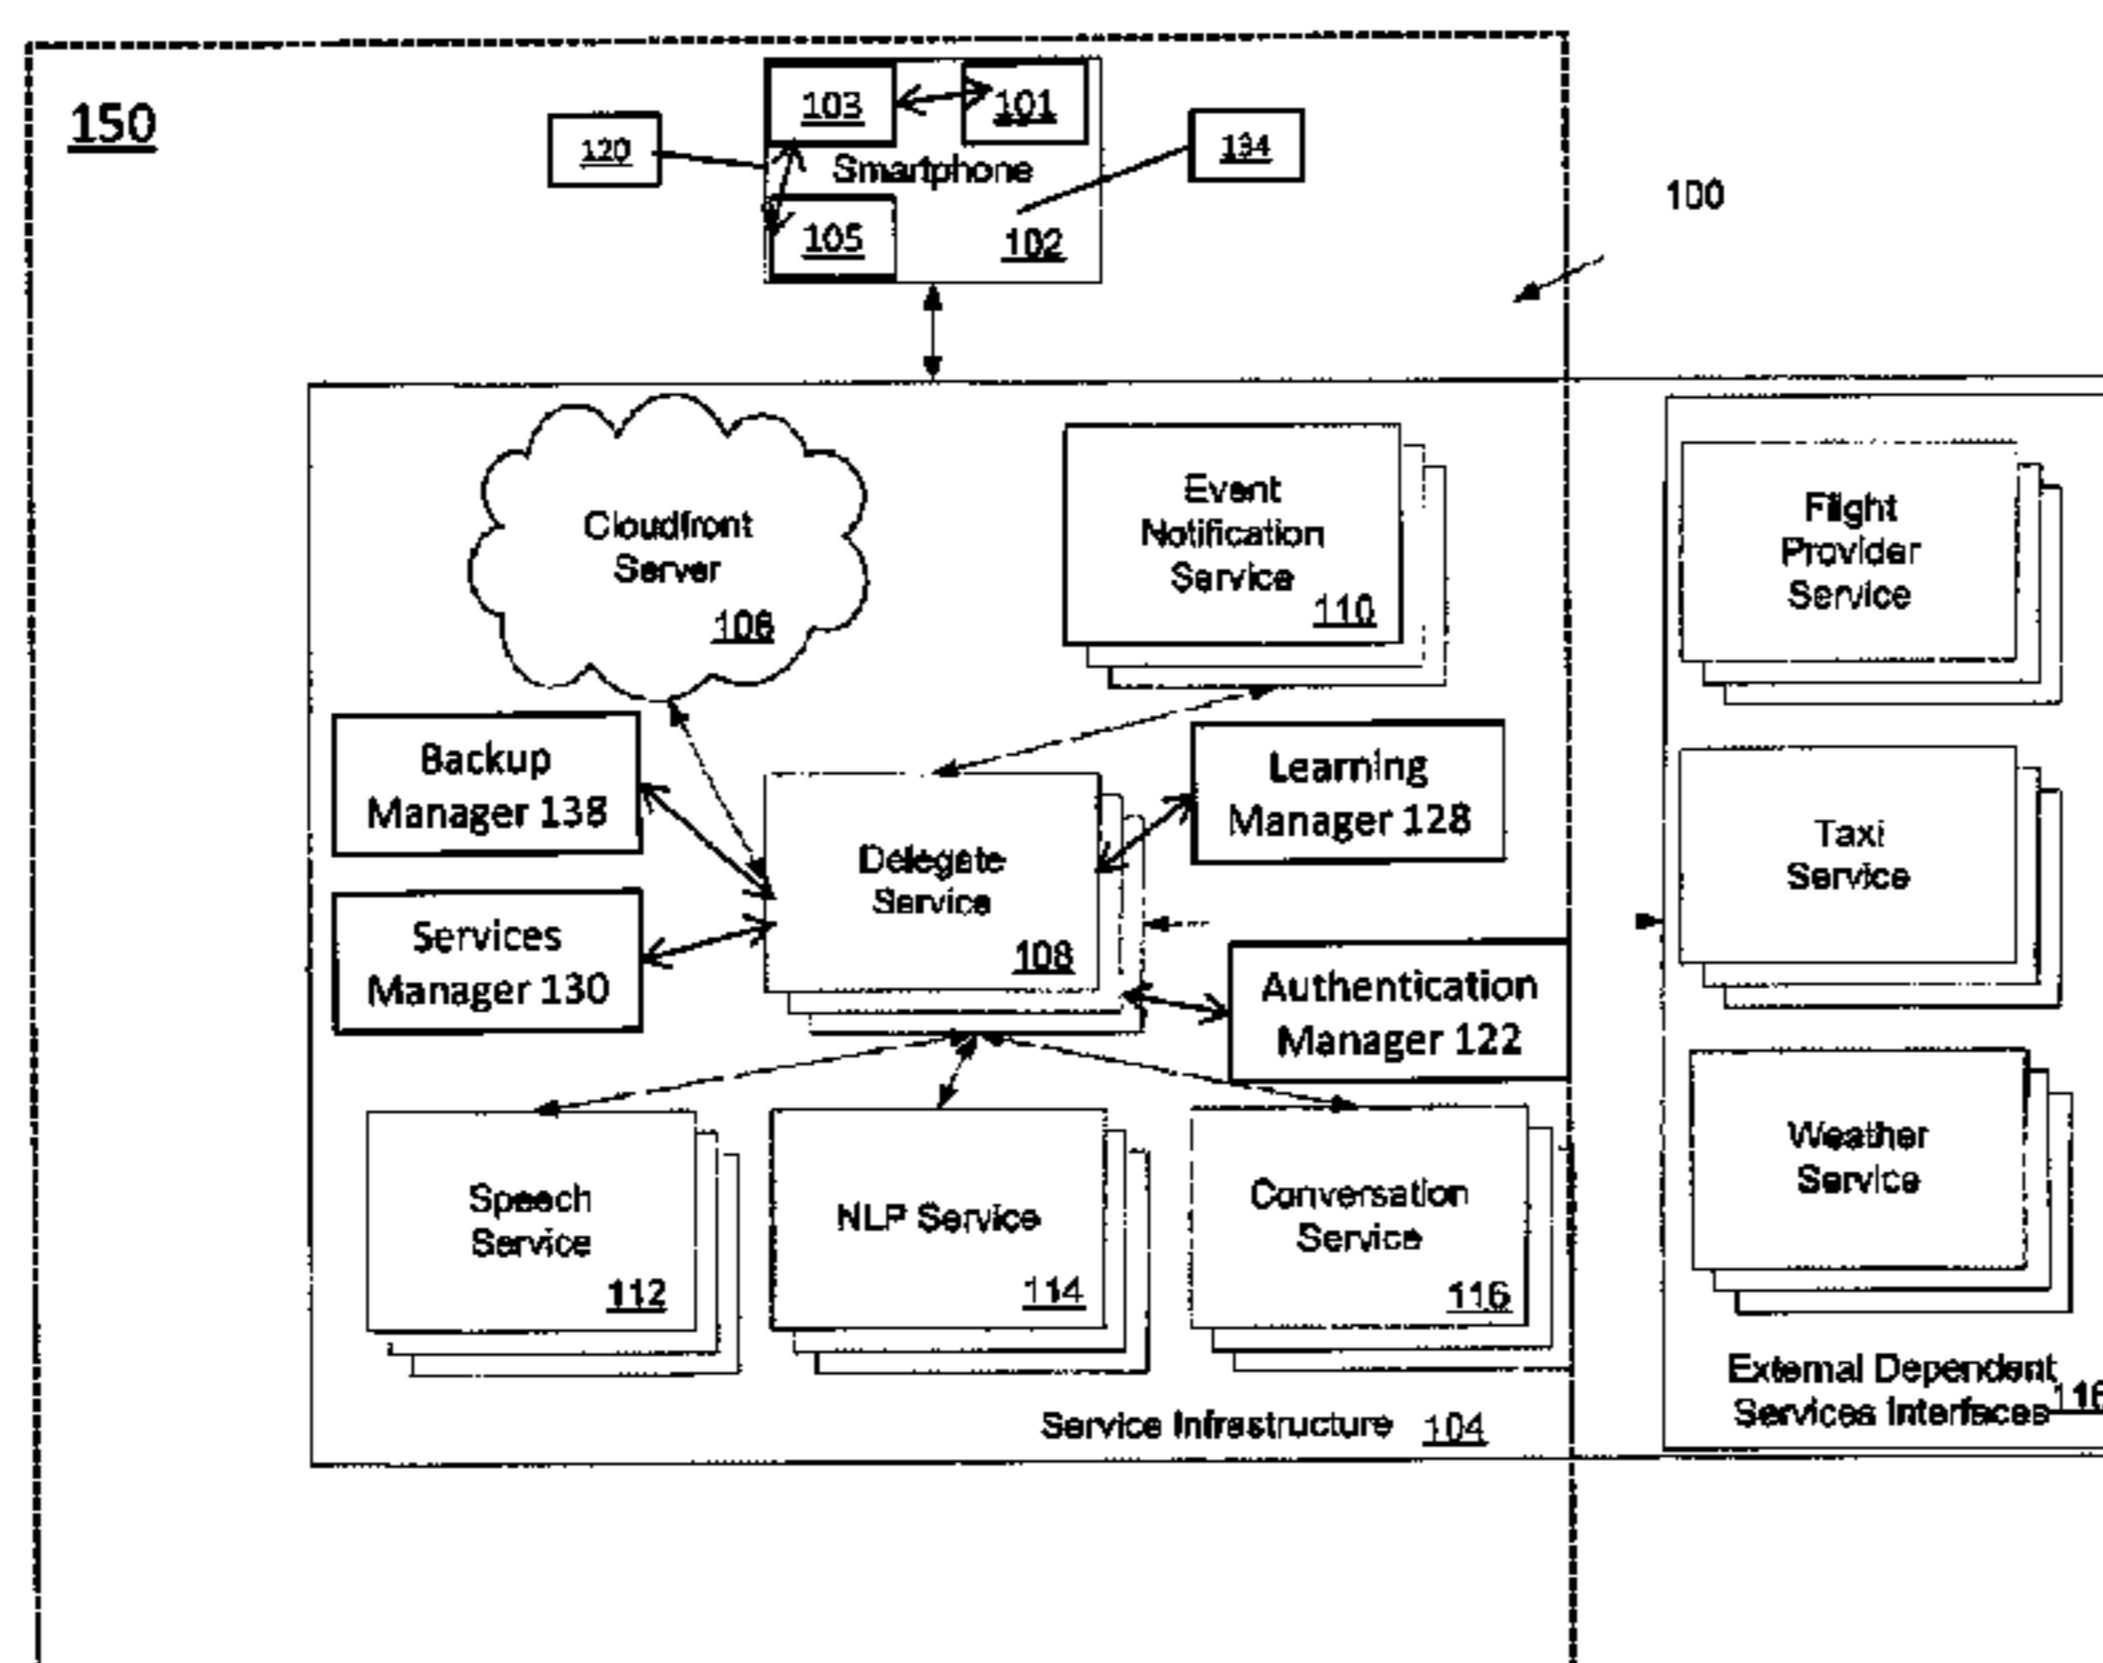 150
103
101
120
134
Smartphone
105
102
100
Cloudfront
Server
106
Event
Notification
Service
110
Flight
Provider
Service
Backup
Manager 138
Learning
Manager 128
Delegate
Service
108
Taxi
Service
Services
Manager 130
Authentication
Manager 122
Speech
Service
112
NLP Service
114
Conversation
Service
116
Weather
Service
External Dependent
Services Interfaces
Service Infrastructure 104